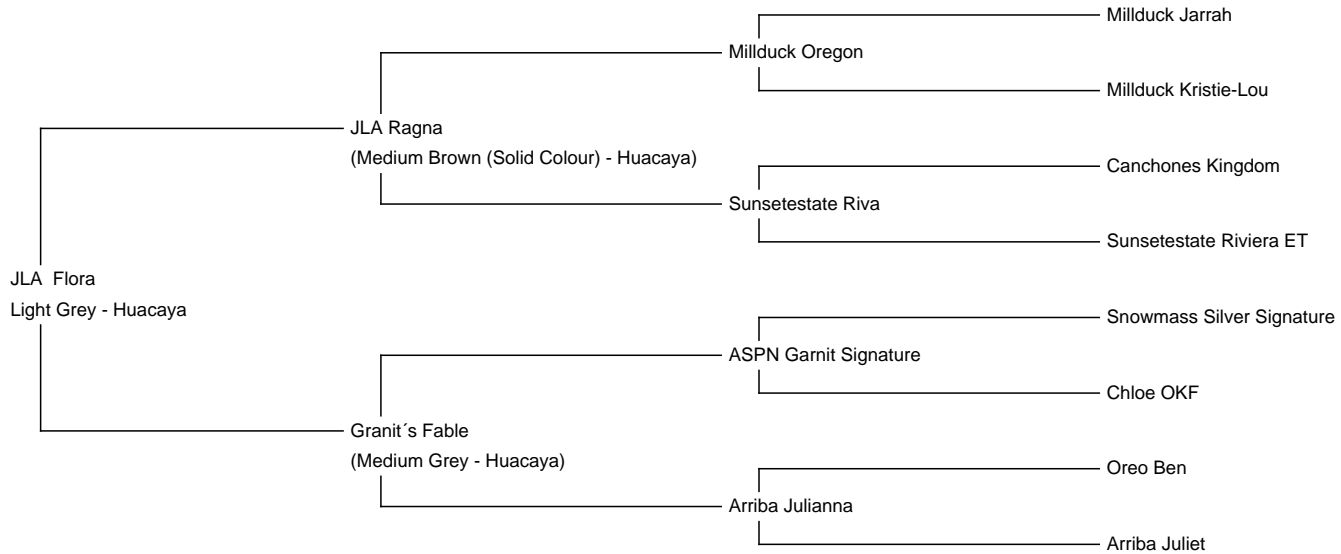 Millduck Jarrah
Millduck Oregon
Millduck Kristie-Lou
JLA Ragna
(Medium Brown (Solid Colour) - Huacaya)
Canchones Kingdom
Sunsetestate Riva
Sunsetestate Riviera ET
JLA Flora
Light Grey - Huacaya
Snowmass Silver Signature
ASPN Garnit Signature
Chloe OKF
Granit´s Fable
(Medium Grey - Huacaya)
Oreo Ben
Arriba Julianna
Arriba Juliet